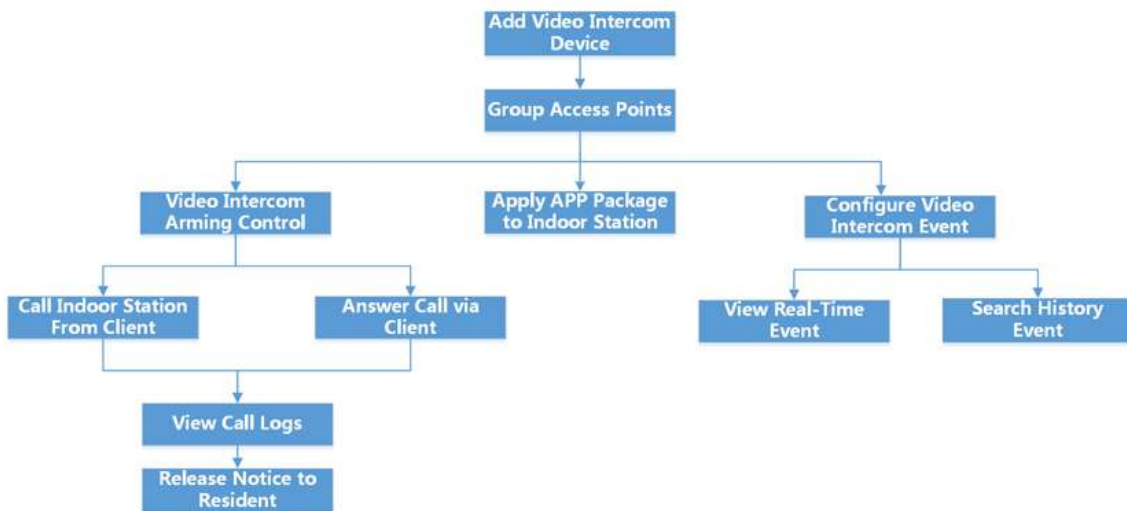 Add Video Intercom
Device
Group Access Points
Video Intercom
Arming Control
Apply APP Package
to Indoor Station
Configure Video
Intercom Event
Call Indoor Station
From Client
Answer Call via
Client
View Real-Time
Event
Search History
Event
View Call Logs
Release Notice to
Resident